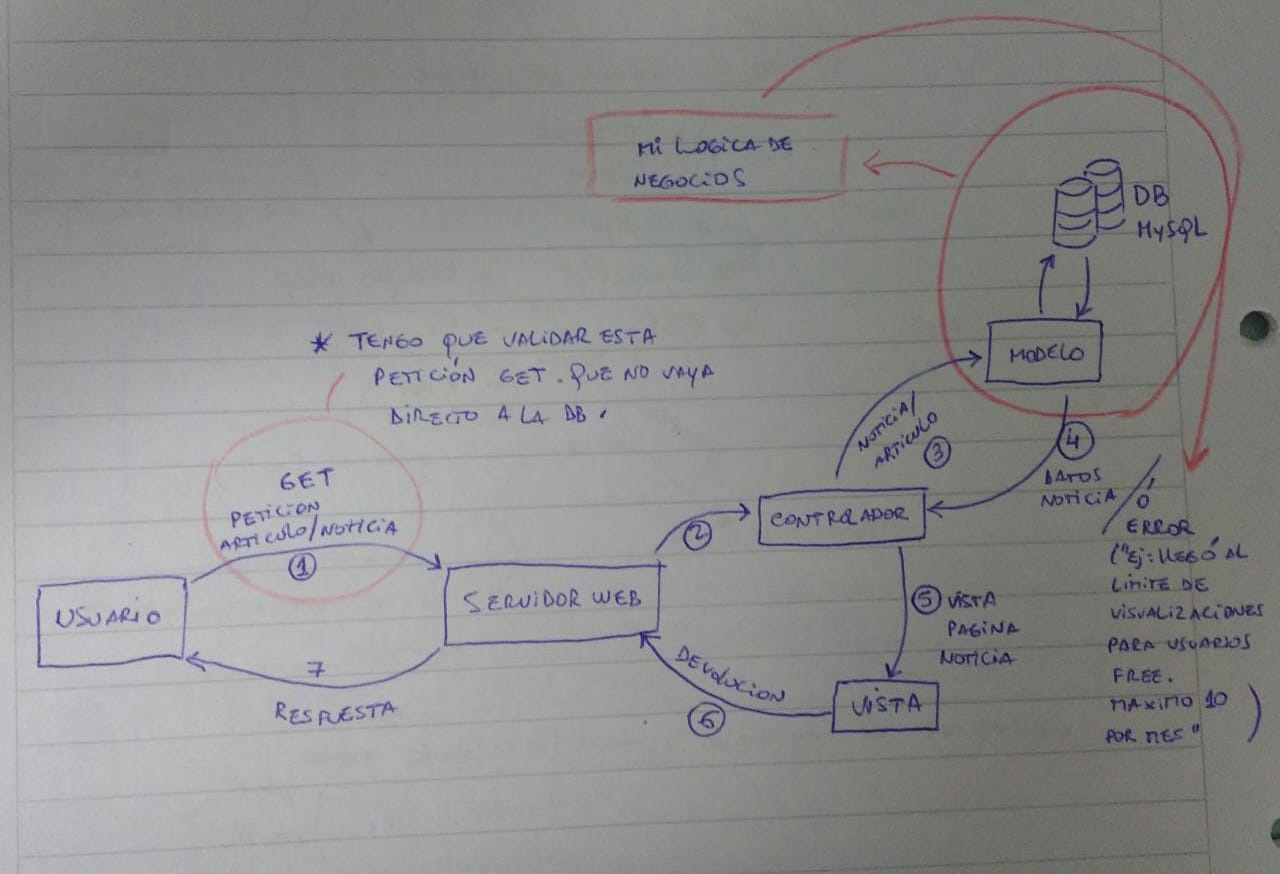 MI LOGICA DE
NEGOCIOS
DB
MySQL
MODELO
* TENGO QUE VALIDAR ESTA
PETICIÓN GET. QUE NO VAYA
DIRECTO A LA DB.
GET
PETICION
ARTICULO/NOTICIA
1
USUARIO
SERVIDOR WEB
2
CONTROLADOR
NOTICIA/
ARTICULO
3
4
DATOS
NOTICIA
/Ó
ERROR
("Ej: LLEGÓ AL
LIMITE DE
VISUALIZACIONES
PARA USUARIOS
FREE.
MAXIMO 10
POR MES")
5 VISTA
PAGINA
NOTICIA
VISTA
DEVOLUCION
6
7
RESPUESTA